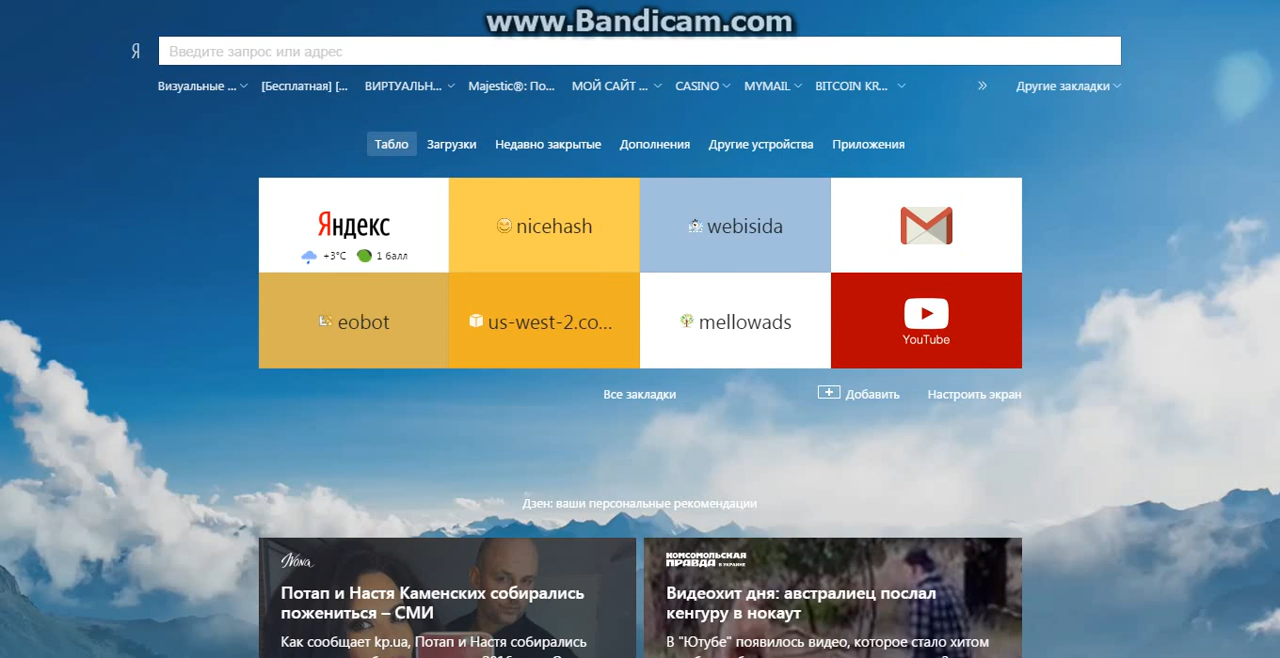 www.Bandicam.com
Я
Введите запрос или адрес
Визуальные ... [Бесплатная] [... ВИРТУАЛЬН... Majestic®: По... МОЙ САЙТ ... CASINO MYMAIL BITCOIN KR... » Другие закладки
Табло Загрузки Недавно закрытые Дополнения Другие устройства Приложения
Яндекс
+3°C 1 балл
nicehash
webisida
eobot
us-west-2.co...
mellowads
YouTube
Все закладки
Добавить
Настроить экран
Дзен: ваши персональные рекомендации
Nona
Потап и Настя Каменских собирались
пожениться – СМИ
Как сообщает kp.ua, Потап и Настя собирались
КОМСОМОЛЬСКАЯ
ПРАВДА В УКРАИНЕ
Видеохит дня: австралиец послал
кенгуру в нокаут
В "Ютубе" появилось видео, которое стало хитом